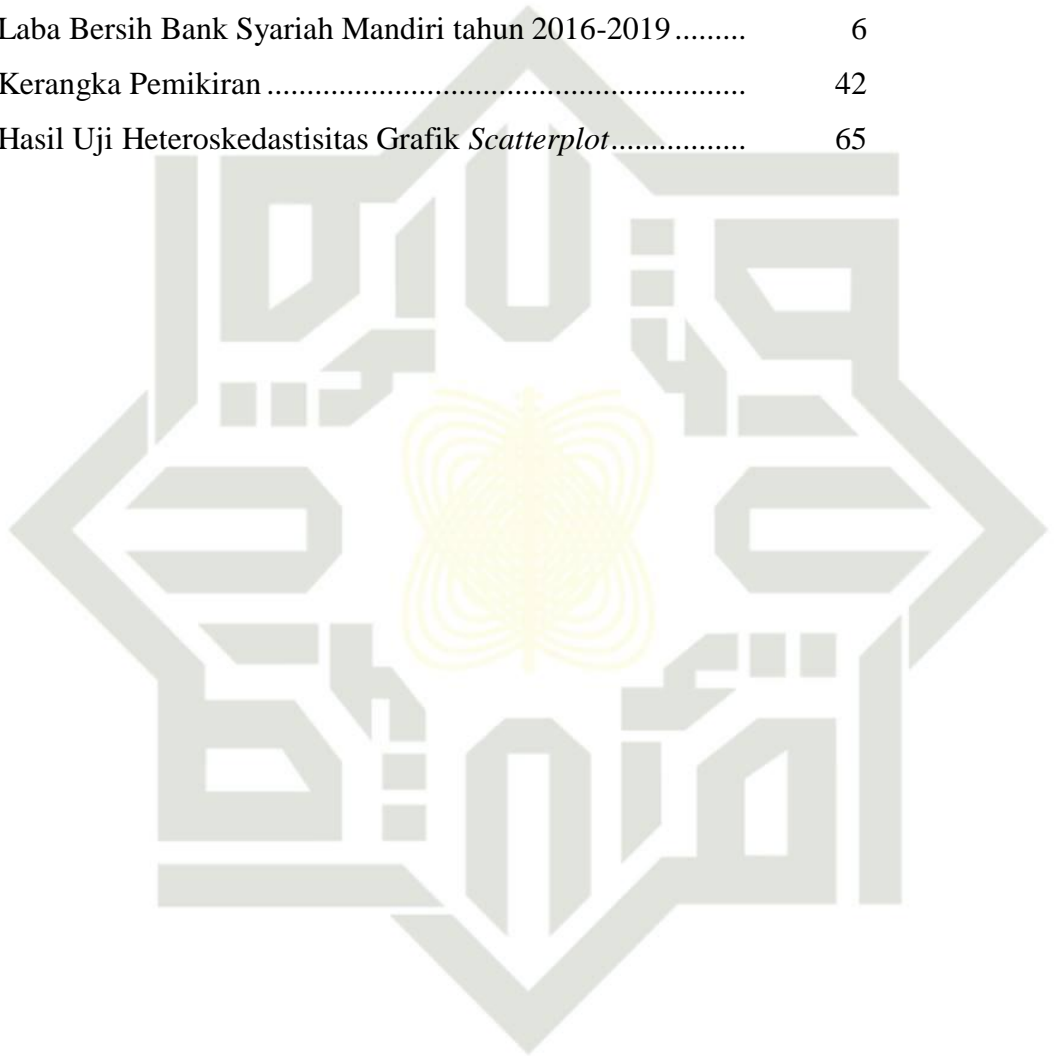 Laba Bersih Bank Syariah Mandiri tahun 2016-2019......... 6
Kerangka Pemikiran ............................................................ 42
Hasil Uji Heteroskedastisitas Grafik Scatterplot................. 65